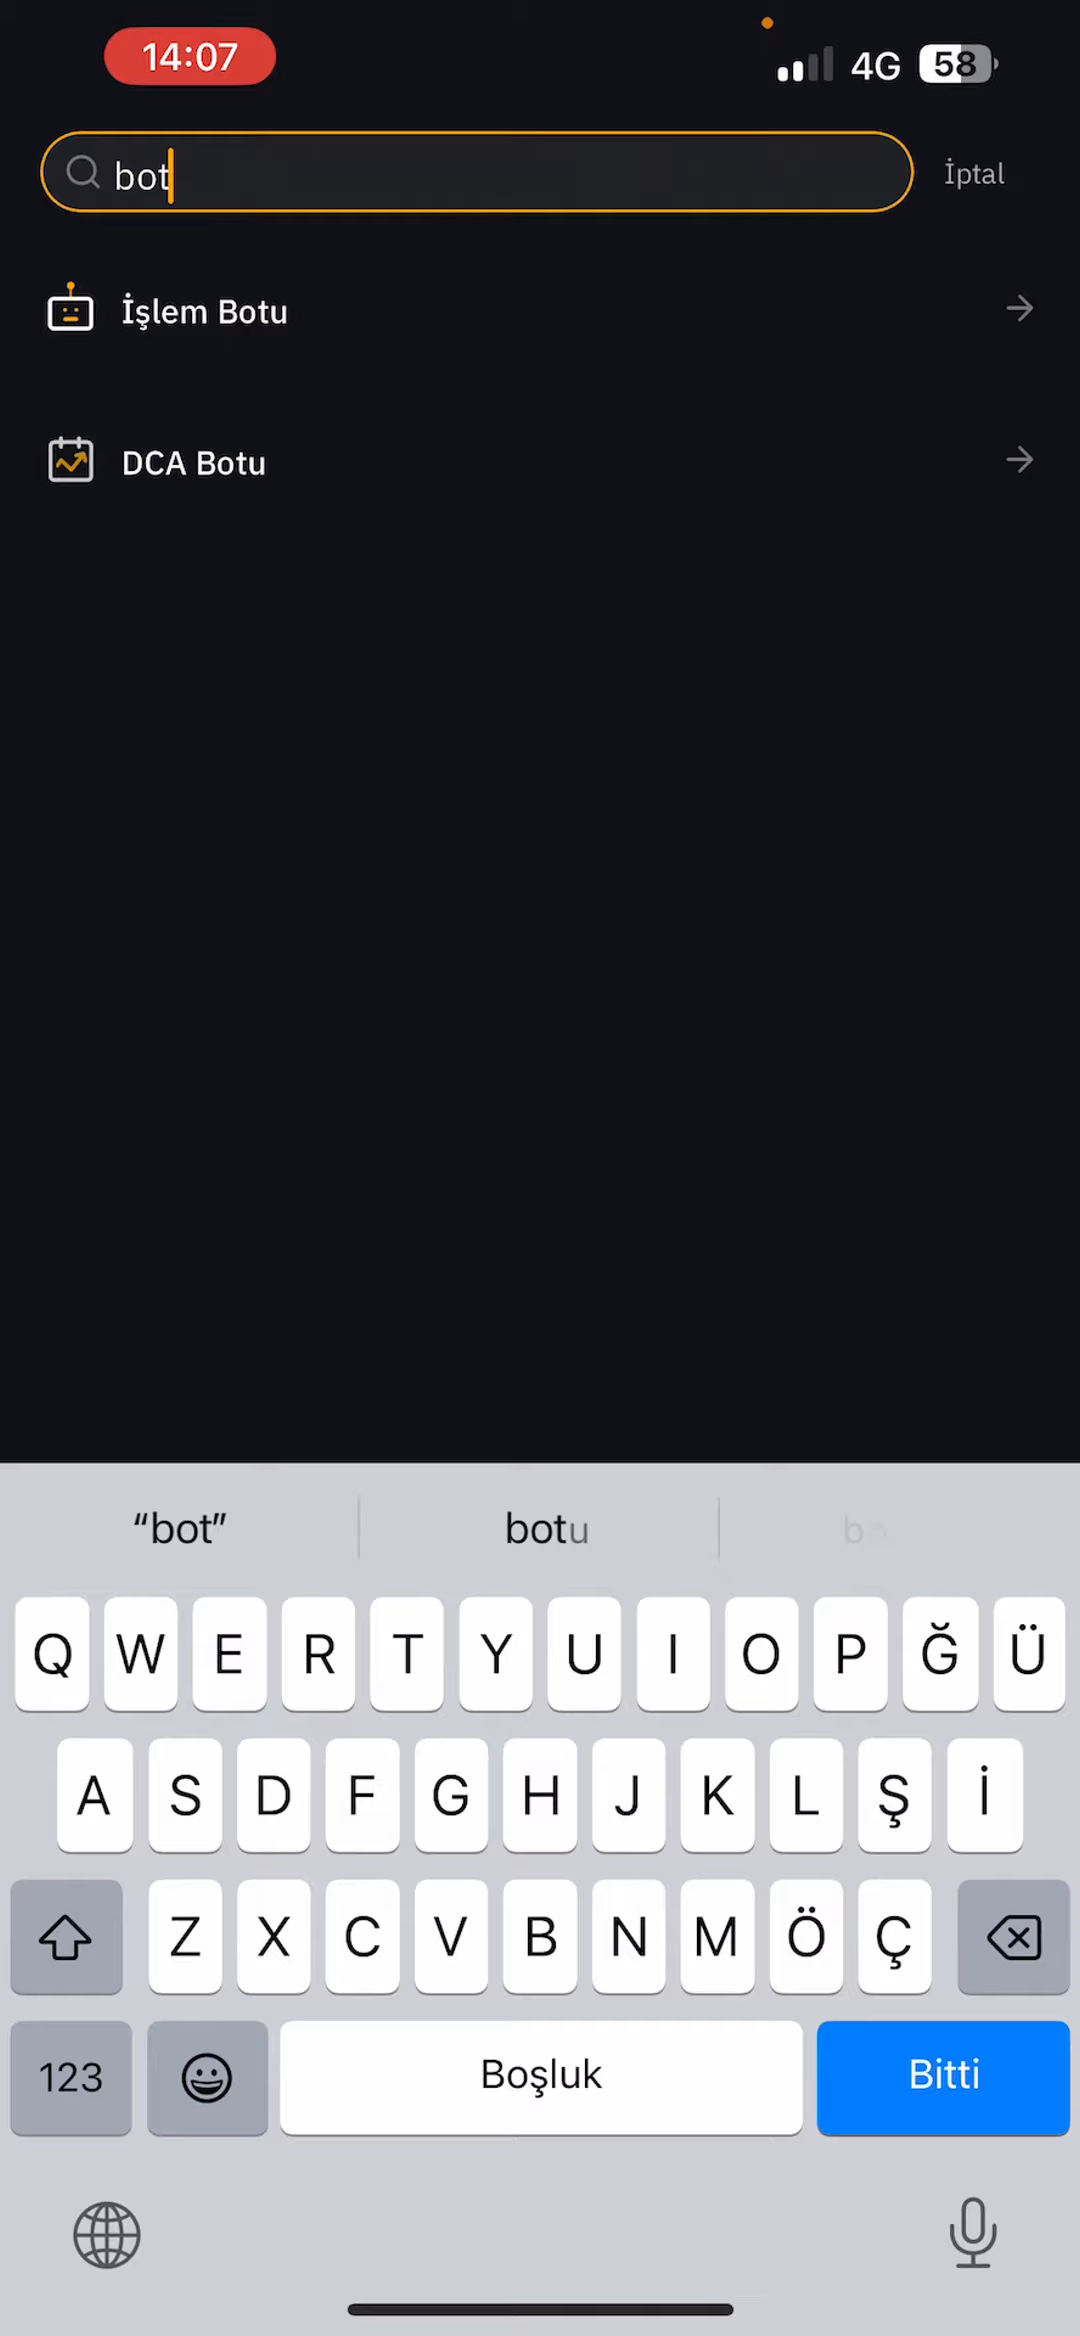 14:07
4G 58
bot
İptal
İşlem Botu
DCA Botu
“bot” botu
Q W E R T Y U I O P Ğ Ü
A S D F G H J K L Ş İ
Z X C V B N M Ö Ç
123 Boşluk Bitti